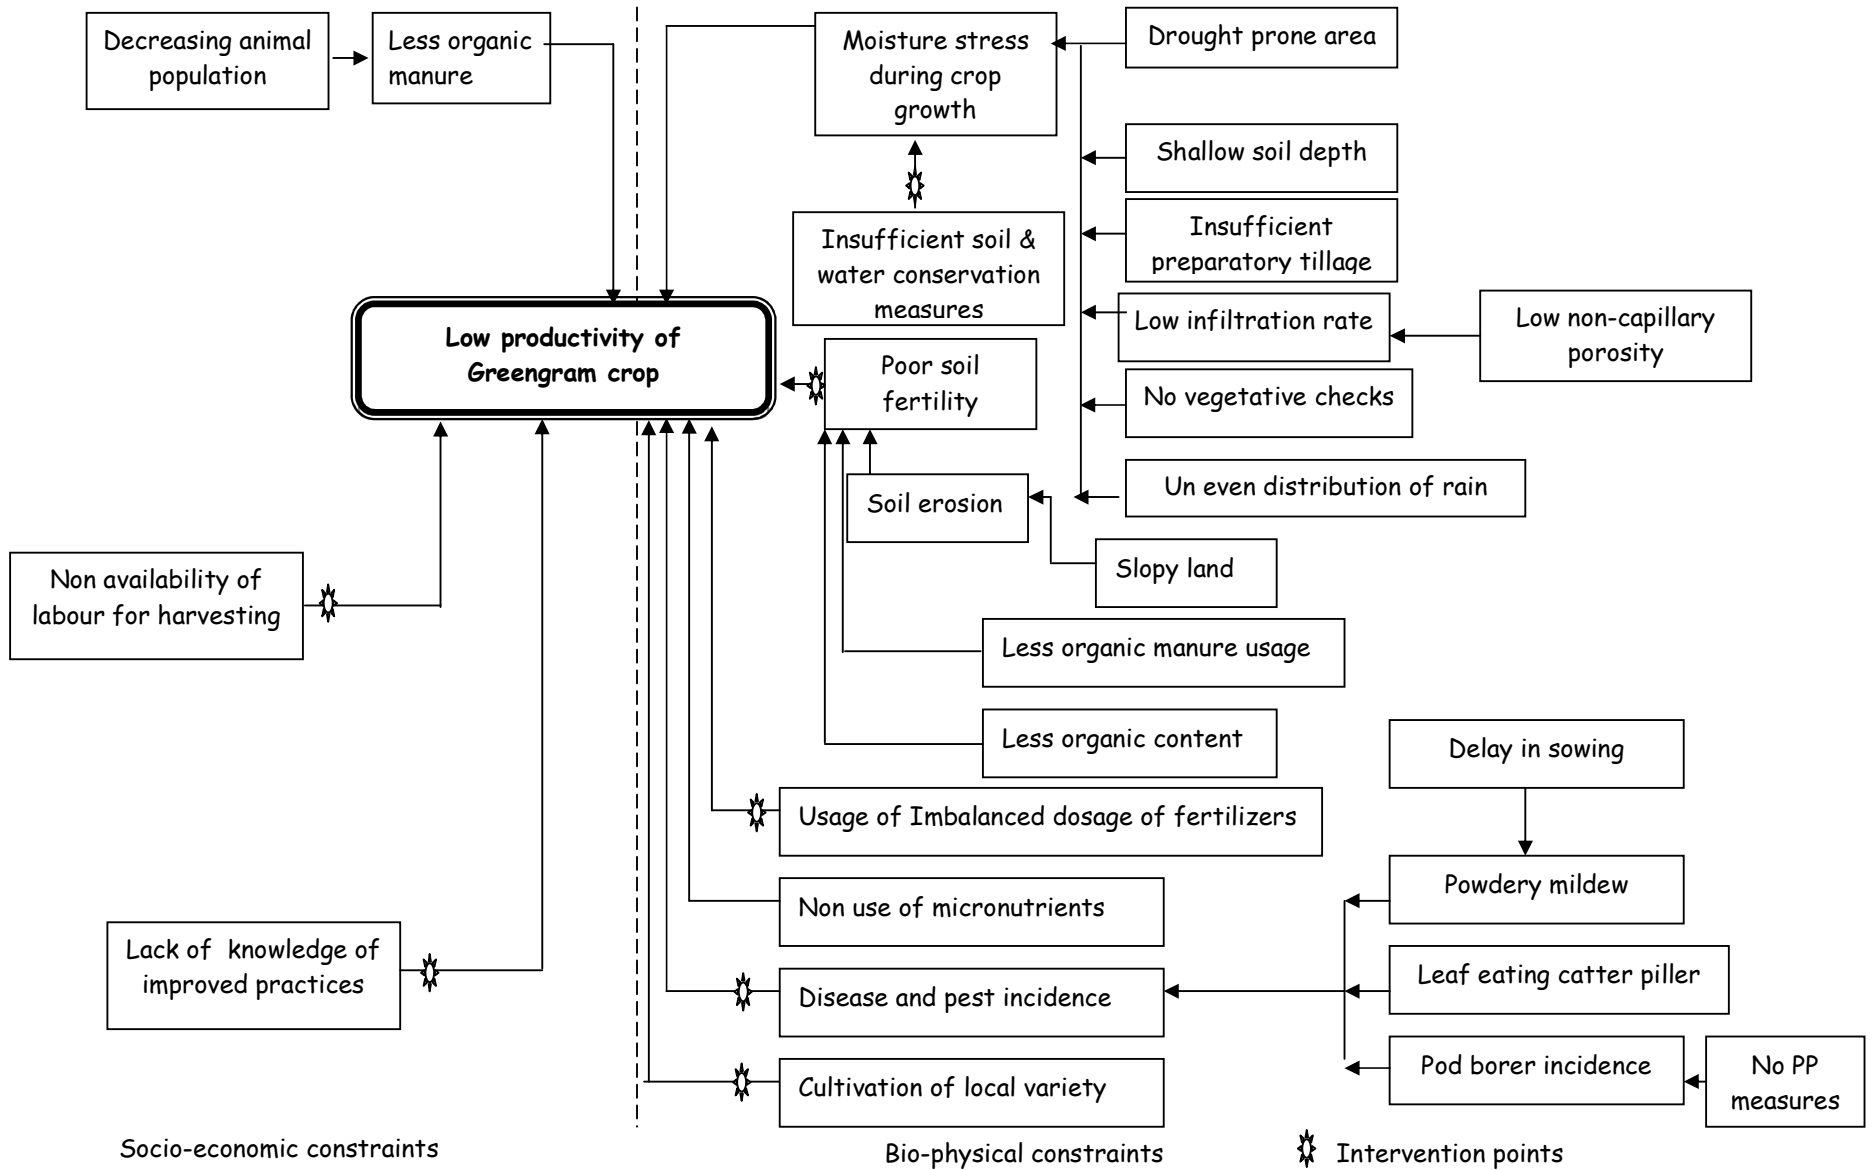 Decreasing animal
population
Less organic
manure
Moisture stress
during crop
growth
Drought prone area
Shallow soil depth
Insufficient
preparatory tillage
Insufficient soil &
water conservation
measures
Low infiltration rate
Low non-capillary
porosity
Low productivity of
Greengram crop
Poor soil
fertility
No vegetative checks
Un even distribution of rain
Soil erosion
Slopy land
Non availability of
labour for harvesting
Less organic manure usage
Less organic content
Delay in sowing
Usage of Imbalanced dosage of fertilizers
Powdery mildew
Non use of micronutrients
Lack of  knowledge of
improved practices
Leaf eating catter piller
Disease and pest incidence
Pod borer incidence
No PP
measures
Cultivation of local variety
Socio-economic constraints
Bio-physical constraints
Intervention points